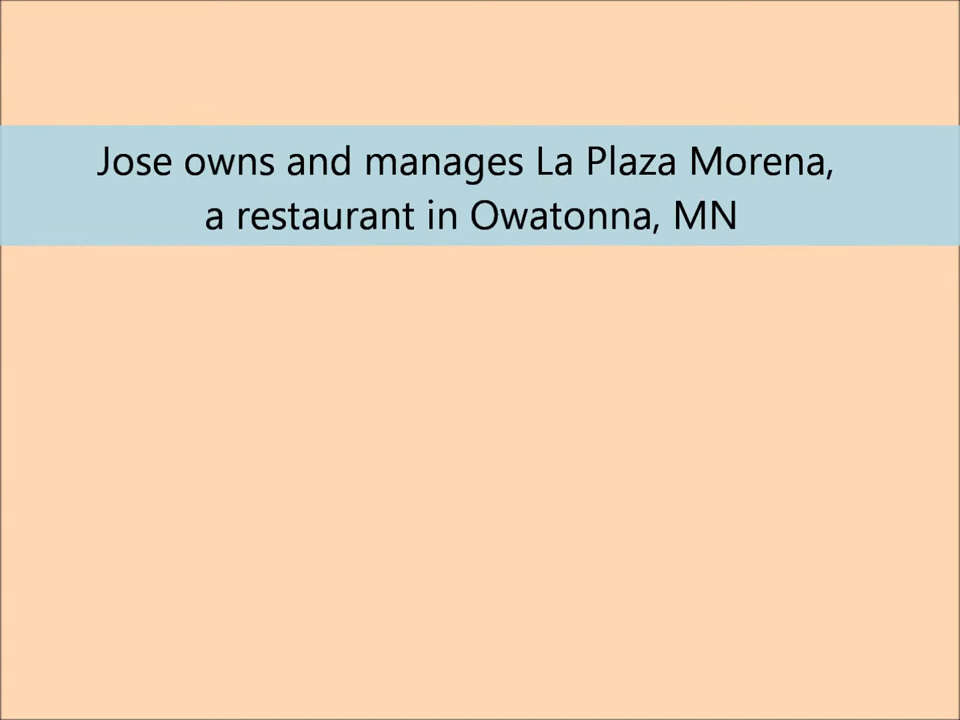 Jose owns and manages La Plaza Morena,
a restaurant in Owatonna, MN